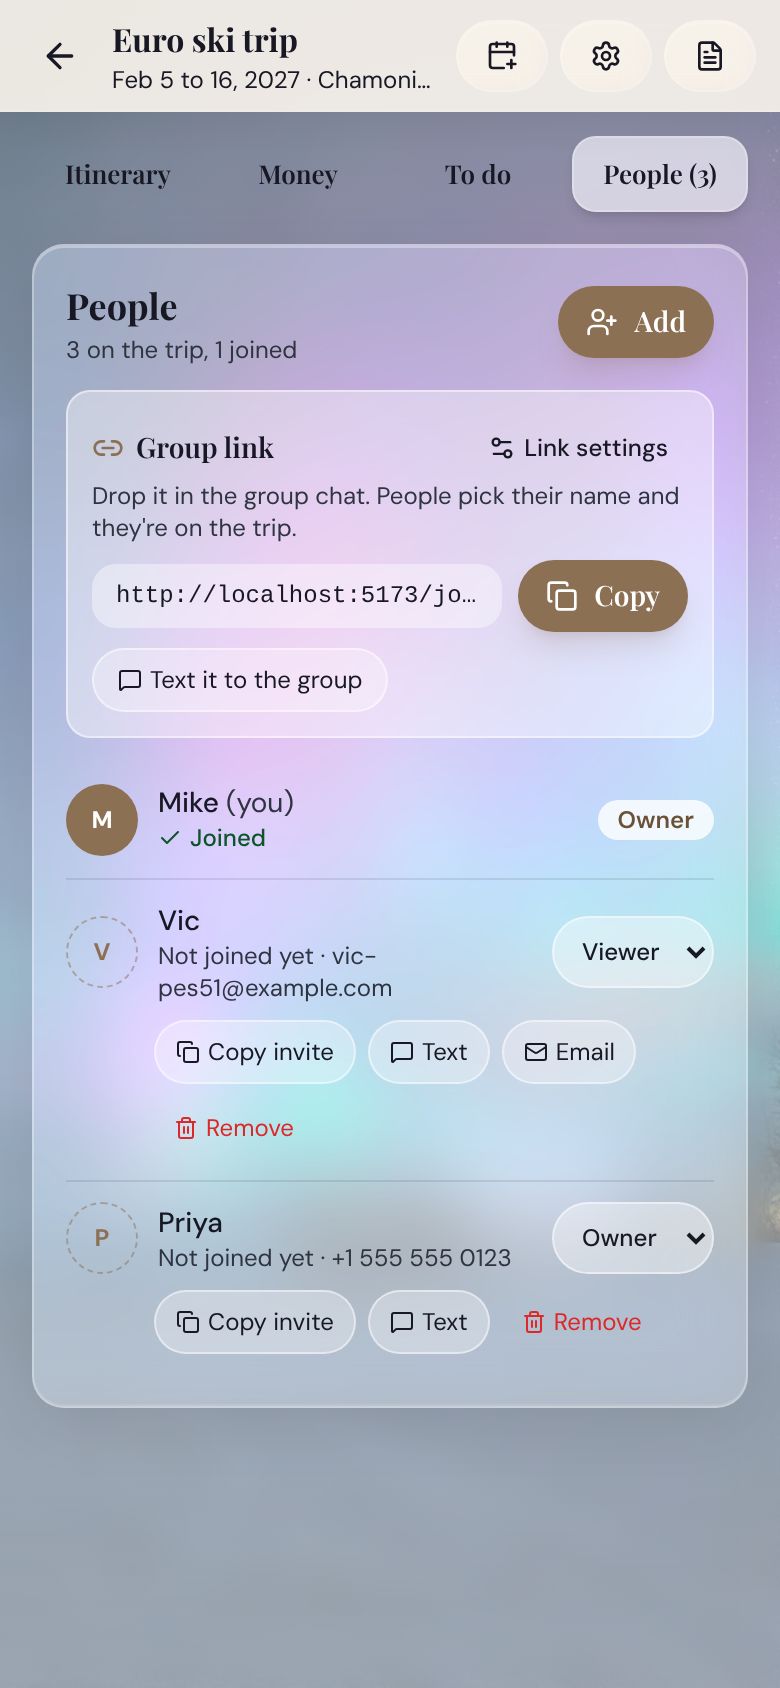 Euro ski trip
Feb 5 to 16, 2027 · Chamoni...
Itinerary
Money
To do
People (3)
People
3 on the trip, 1 joined
Add
Group link
Link settings
Drop it in the group chat. People pick their name and
they're on the trip.
http://localhost:5173/jo...
Copy
Text it to the group
M
Mike (you)
Joined
Owner
V
Vic
Not joined yet · vic-
pes51@example.com
Viewer
Copy invite
Text
Email
Remove
P
Priya
Not joined yet · +1 555 555 0123
Owner
Copy invite
Text
Remove